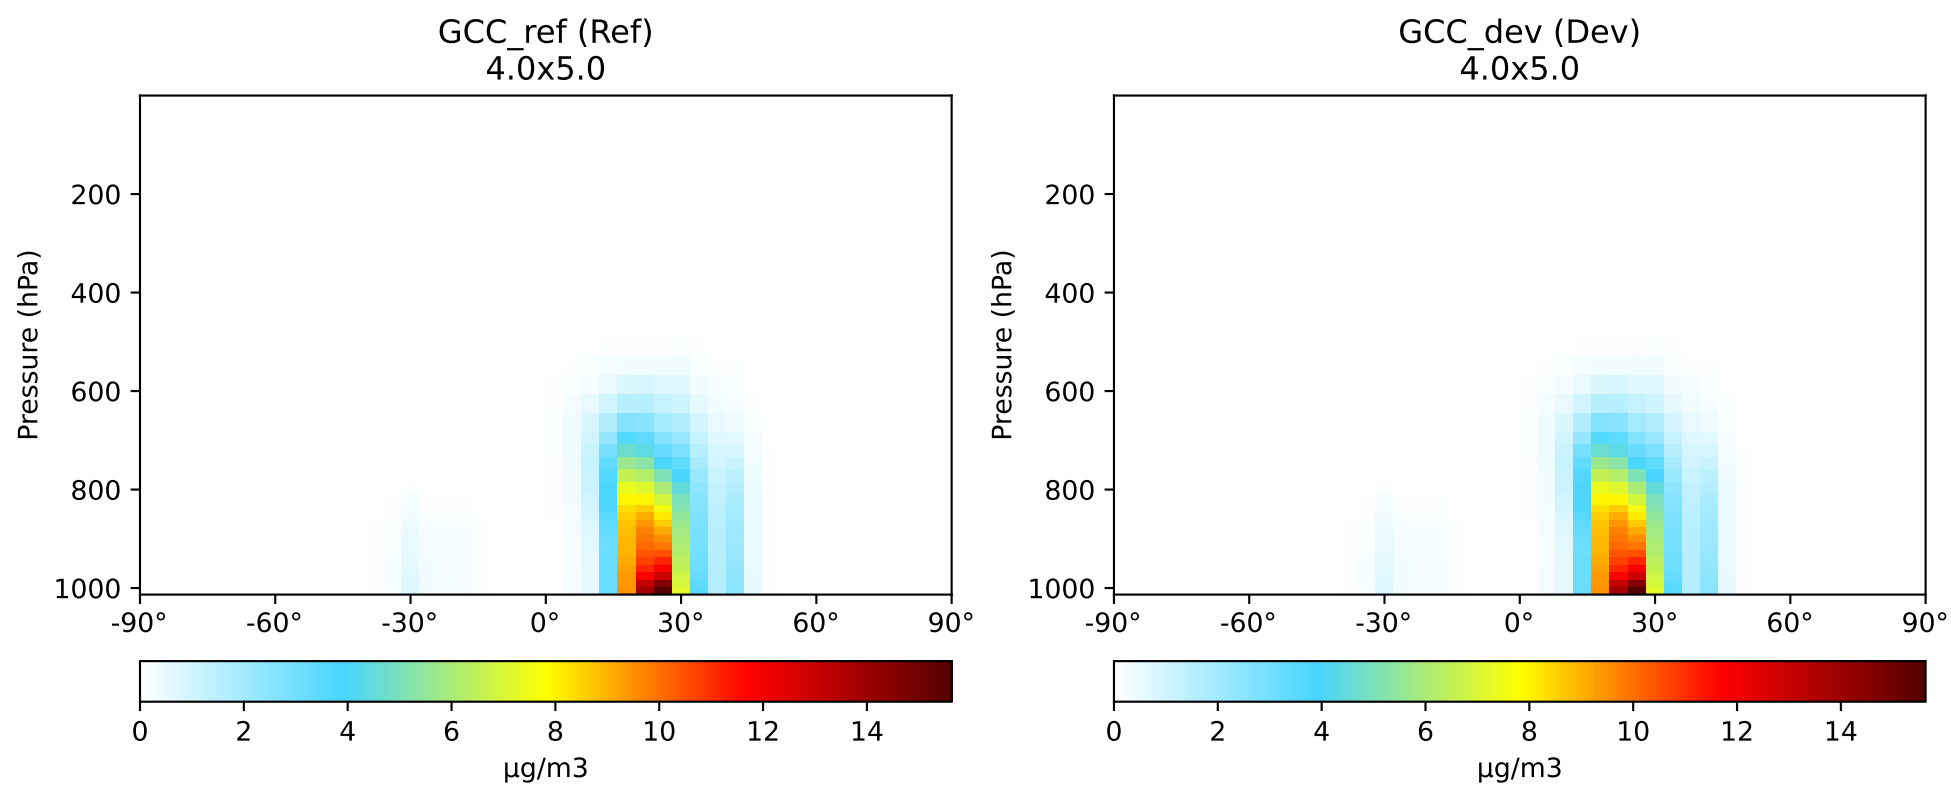 GCC_ref (Ref)
4.0x5.0
Pressure (hPa)
200
400
600
800
1000
-90° -60° -30° 0° 30° 60° 90°
0 2 4 6 8 10 12 14
µg/m3
GCC_dev (Dev)
4.0x5.0
Pressure (hPa)
200
400
600
800
1000
-90° -60° -30° 0° 30° 60° 90°
0 2 4 6 8 10 12 14
µg/m3